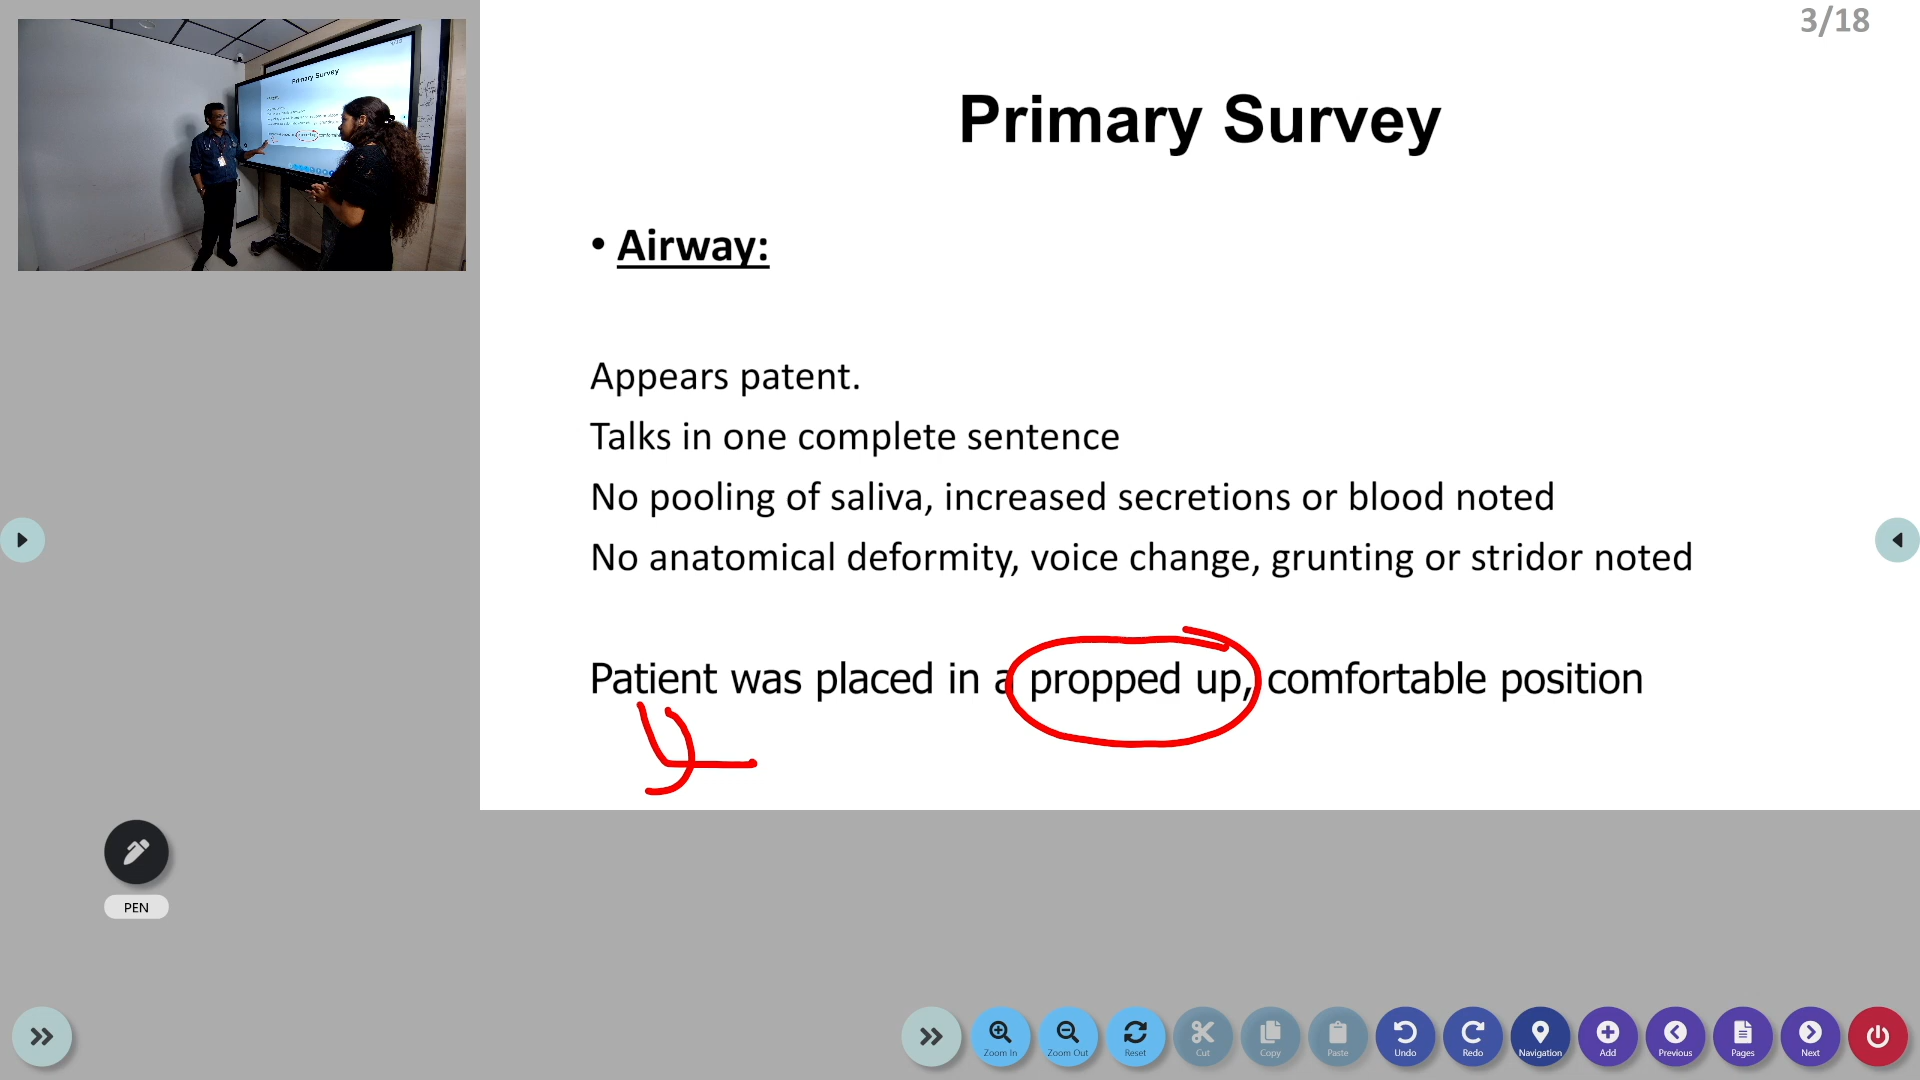 3/18
Primary Survey
• Airway:
Appears patent.
Talks in one complete sentence
No pooling of saliva, increased secretions or blood noted
No anatomical deformity, voice change, grunting or stridor noted
Patient was placed in a propped up, comfortable position
PEN
Zoom In Zoom Out Reset Cut Copy Paste Undo Redo Navigation Add Previous Pages Next
Primary Survey